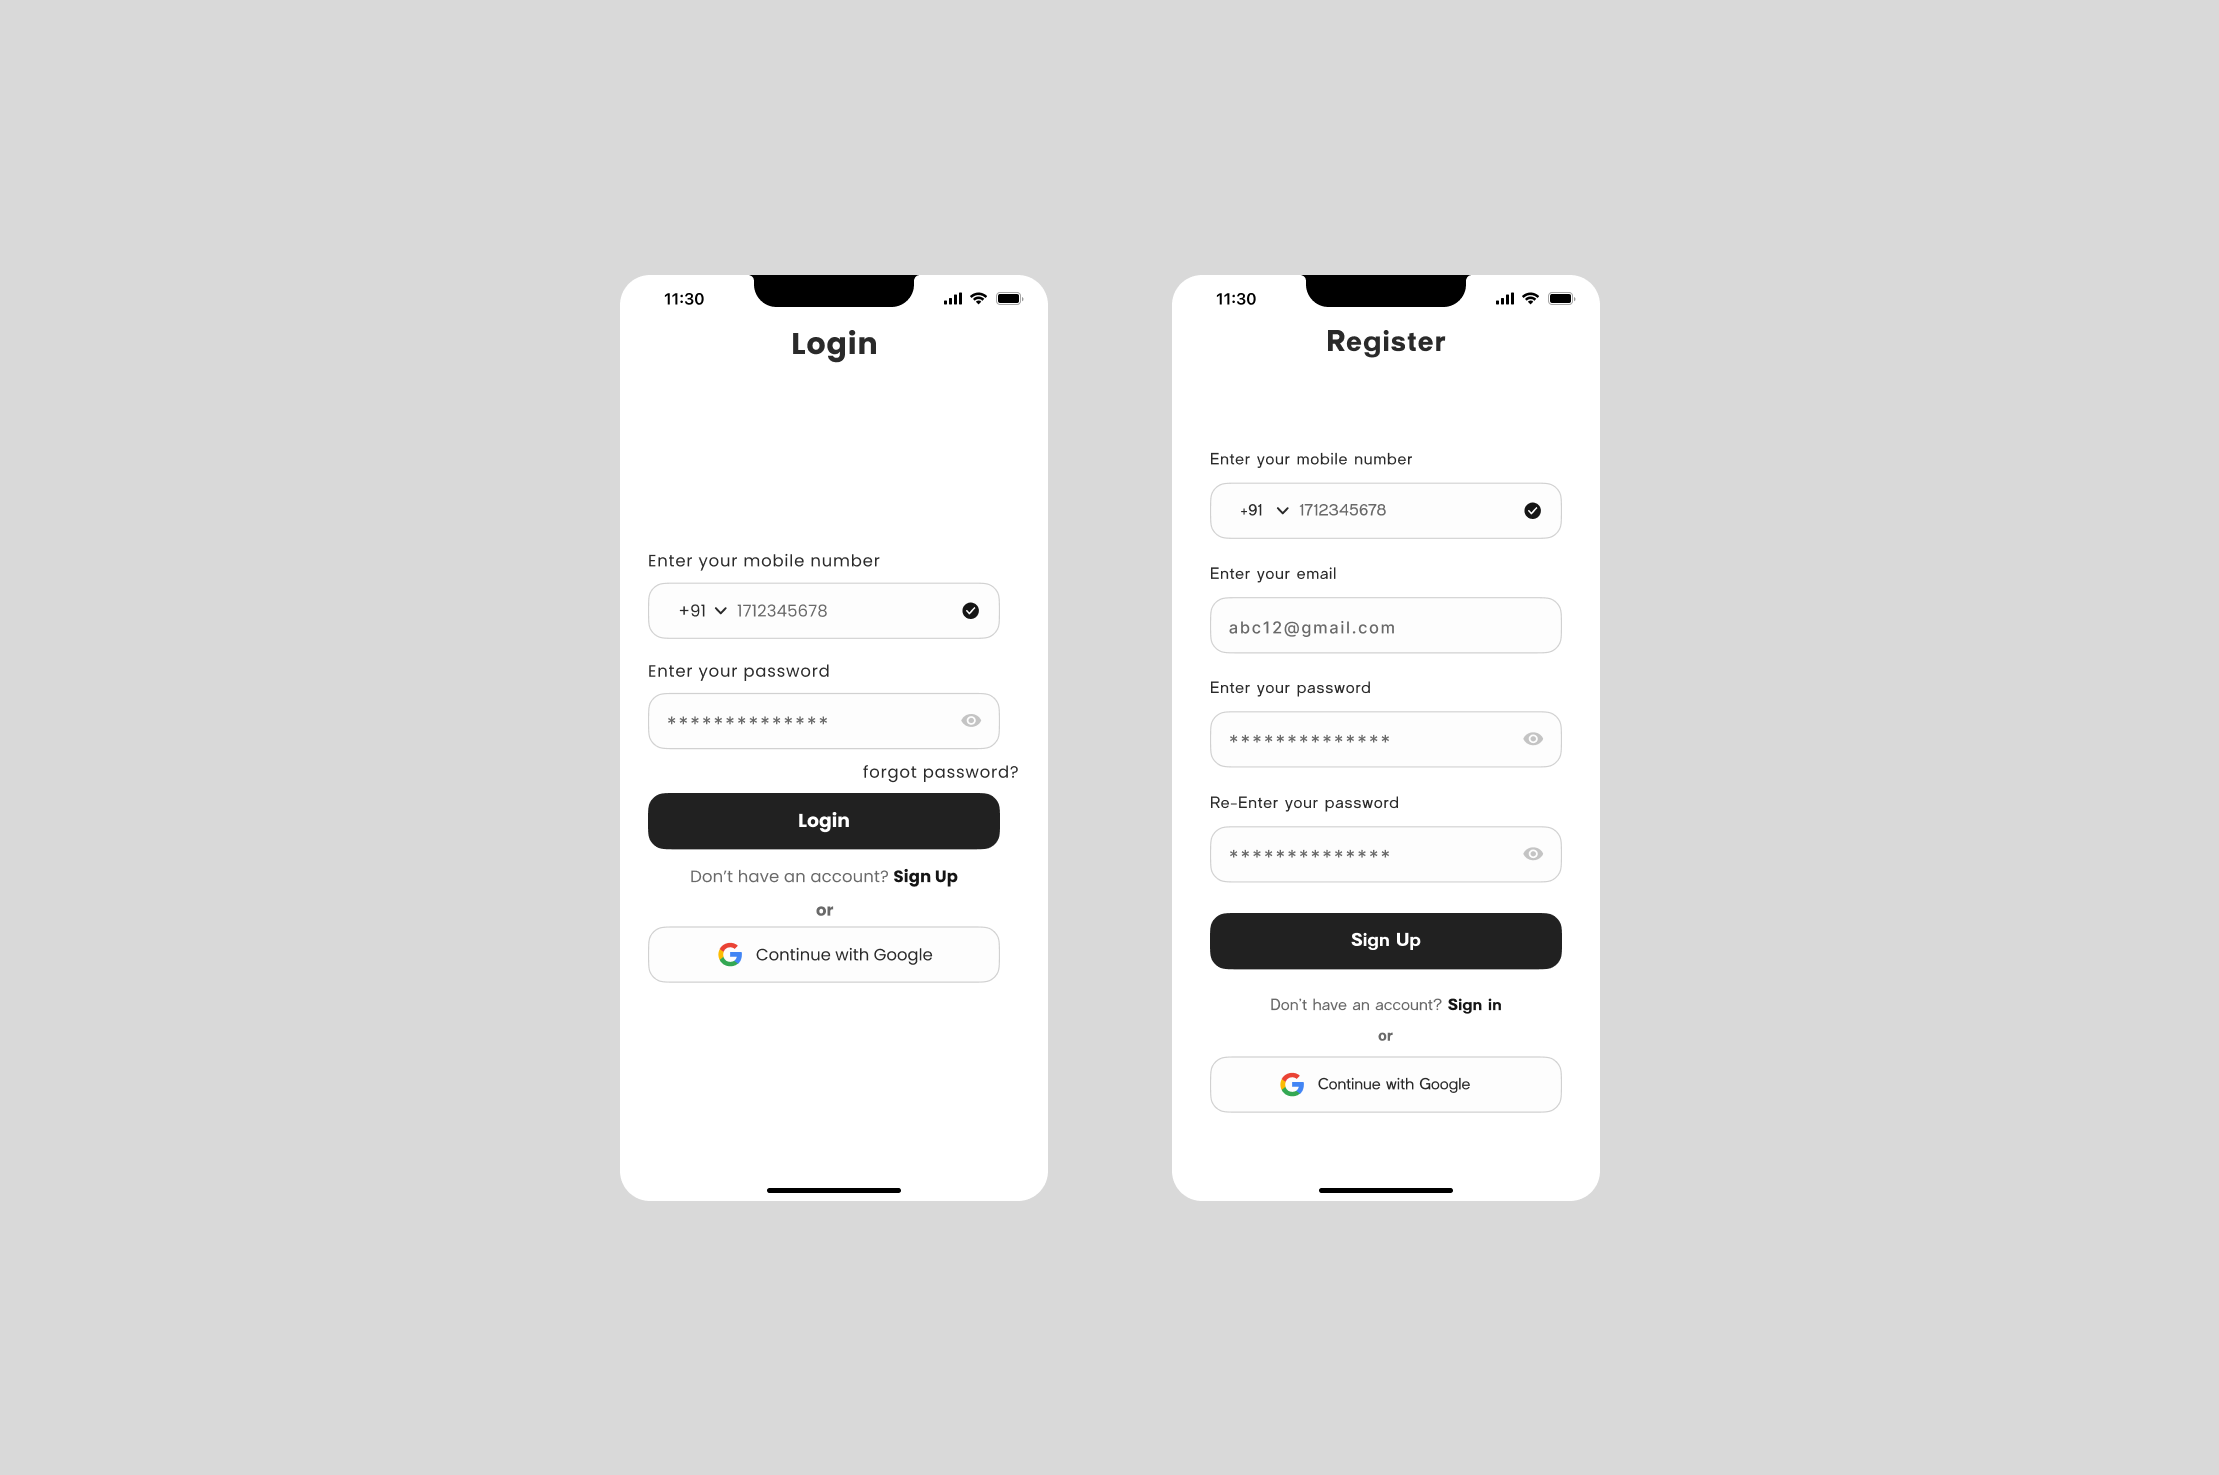 11:30
Login
Enter your mobile number
+91 1712345678
Enter your password
**************
forgot password?
Login
Don’t have an account? Sign Up
or
Continue with Google
11:30
Register
Enter your mobile number
+91 1712345678
Enter your email
abc12@gmail.com
Enter your password
**************
Re-Enter your password
**************
Sign Up
Don’t have an account? Sign in
or
Continue with Google